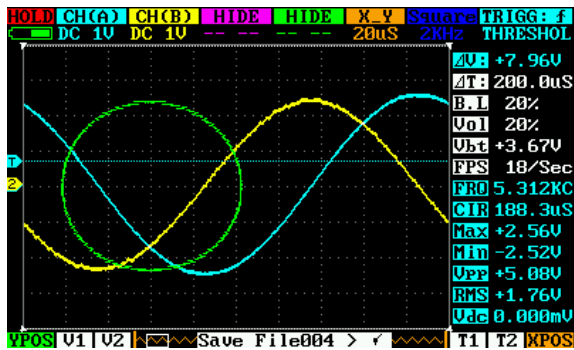 HOLD CH(A) CH(B) HIDE HIDE X_Y Square TRIGG: f
DC 1V DC 1V -- -- -- -- 20uS 2KHz THRESHOL
⊿V: +7.96V
⊿T: 200.0uS
B.L 20%
Vol 20%
Vbt +3.67V
FPS 18/Sec
FRQ 5.312KC
CIR 188.3uS
Max +2.56V
Min -2.52V
Vpp +5.08V
RMS +1.76V
Vdc 0.000mV
T
2
YPOS V1 V2 Save File004 > ✓ T1 T2 XPOS